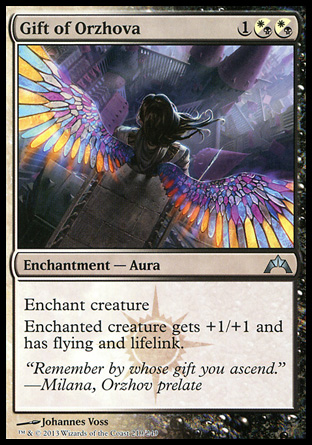 Gift of Orzhova 1
Enchantment — Aura
Enchant creature
Enchanted creature gets +1/+1 and
has flying and lifelink.
“Remember by whose gift you ascend.”
—Milana, Orzhov prelate
Johannes Voss
™ & © 2013 Wizards of the Coast